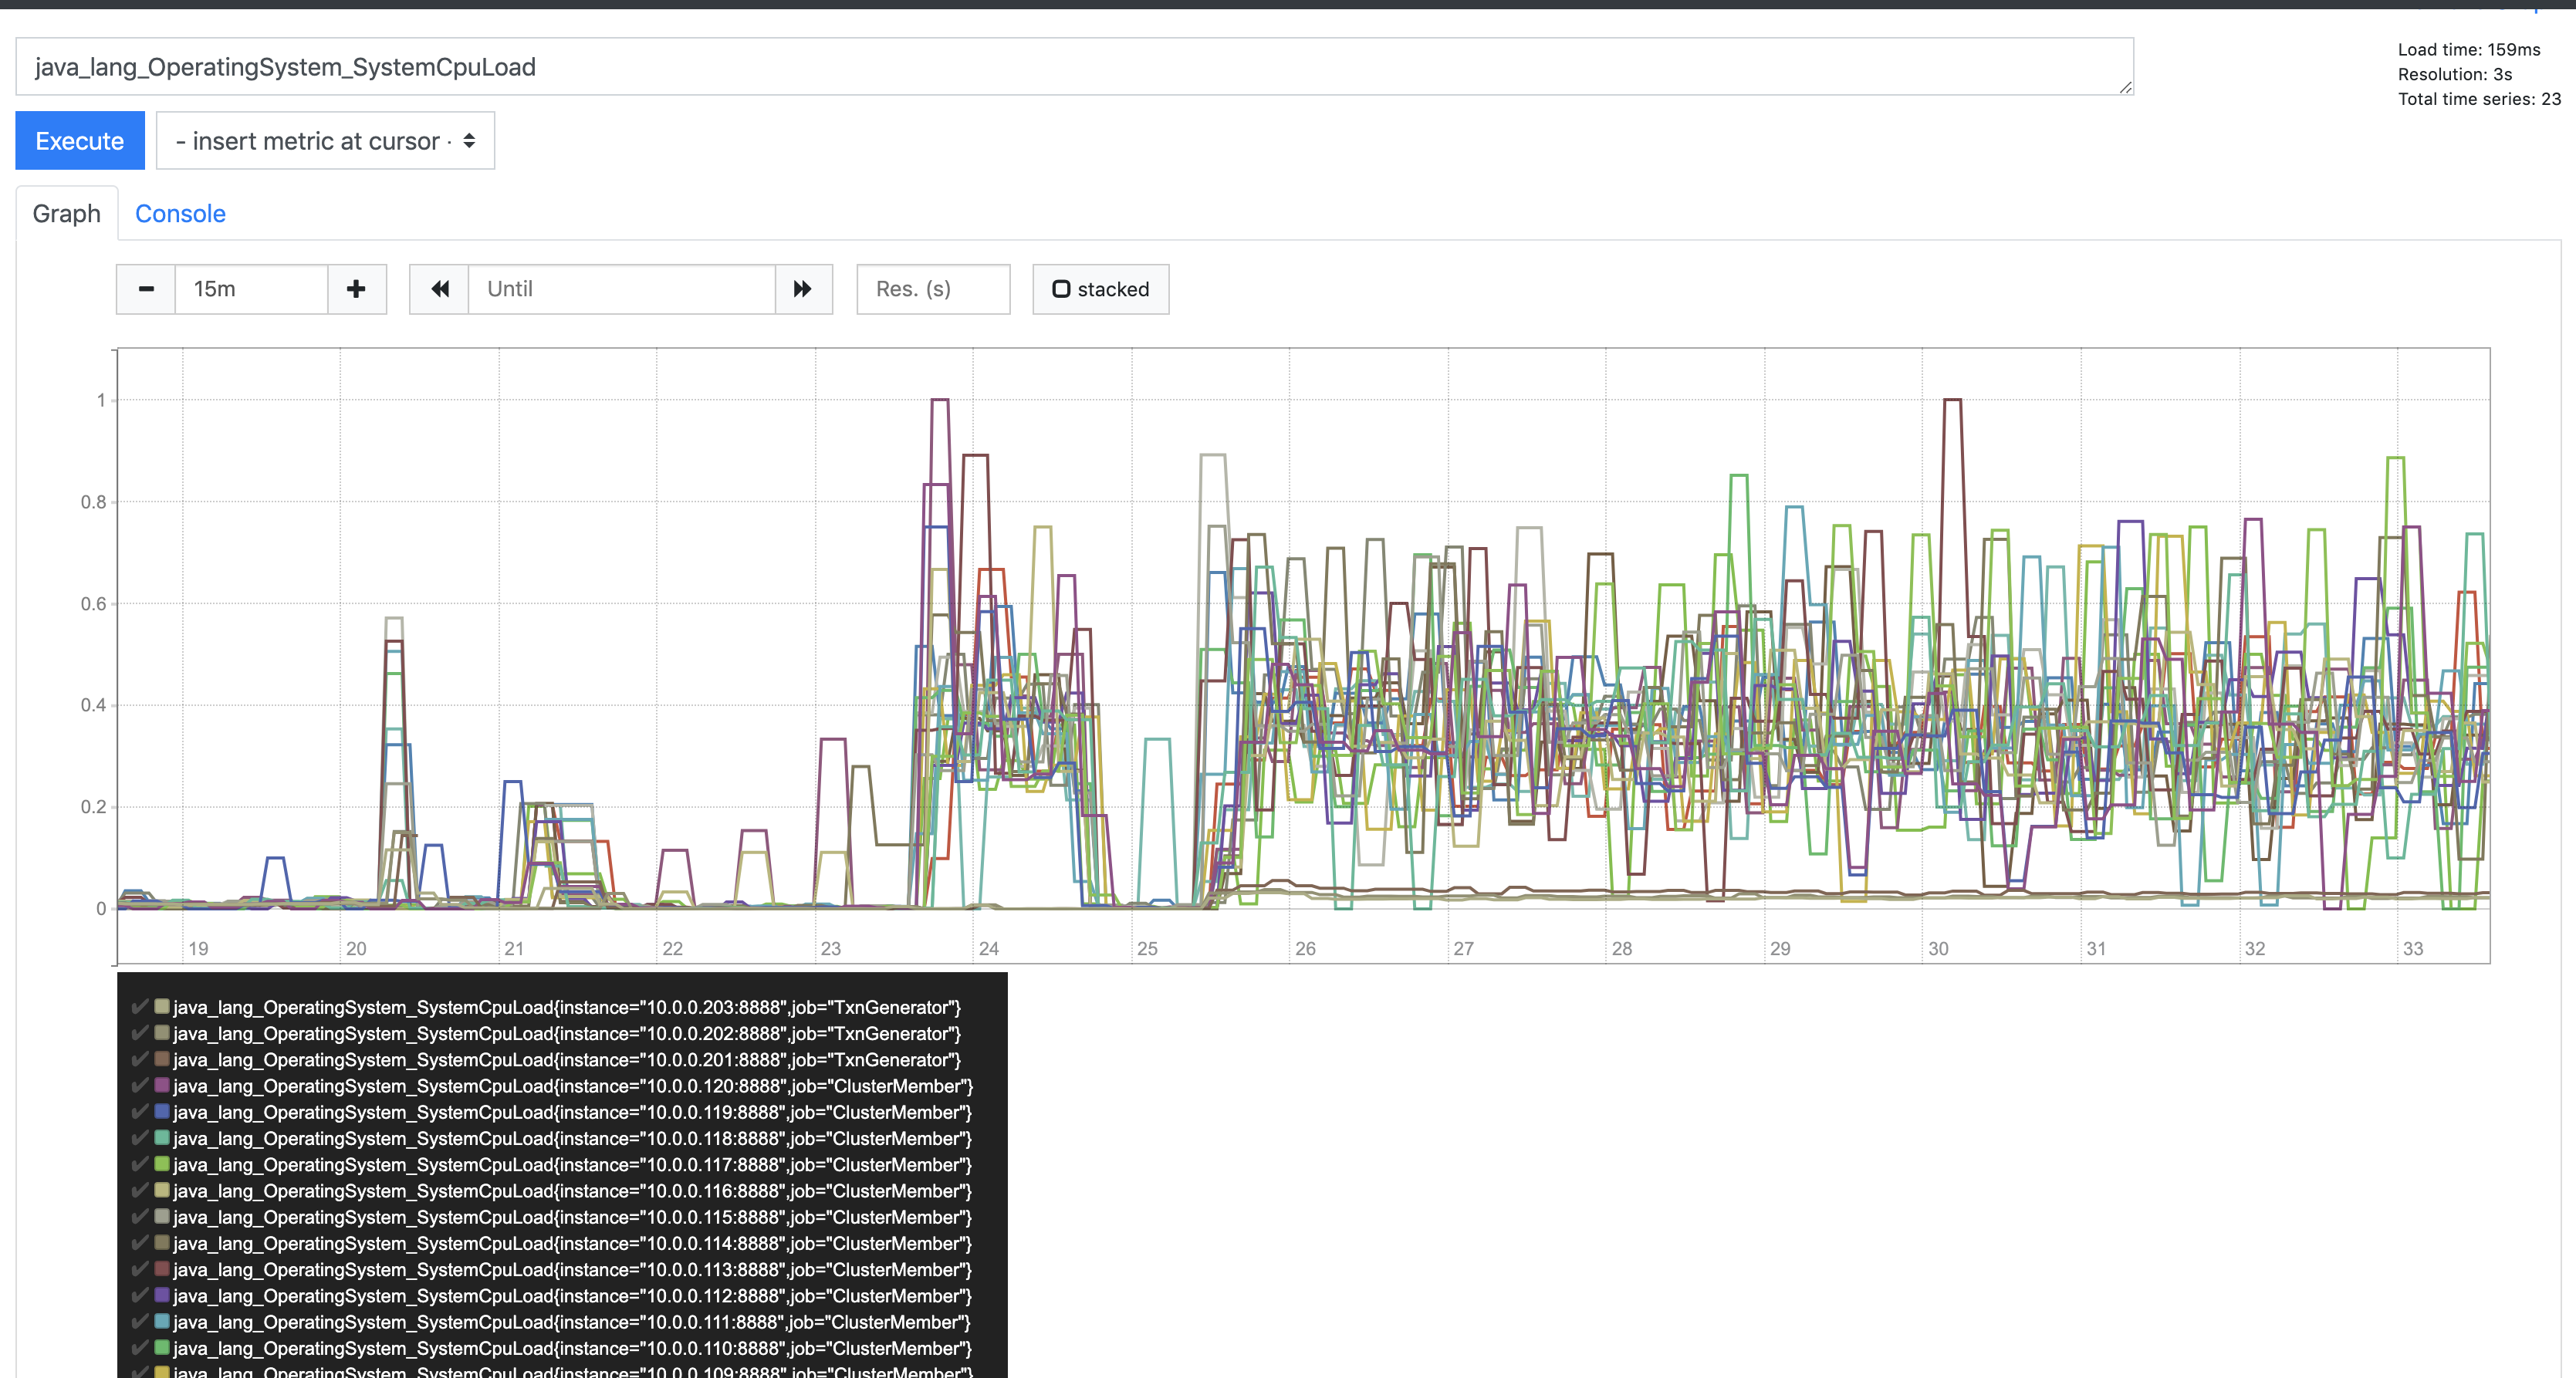 java_lang_OperatingSystem_SystemCpuLoad
Load time: 159ms
Resolution: 3s
Total time series: 23
Execute
- insert metric at cursor -
Graph
Console
15m
Until
Res. (s)
stacked
1
0.8
0.6
0.4
0.2
0
19 20 21 22 23 24 25 26 27 28 29 30 31 32 33
java_lang_OperatingSystem_SystemCpuLoad{instance="10.0.0.203:8888",job="TxnGenerator"}
java_lang_OperatingSystem_SystemCpuLoad{instance="10.0.0.202:8888",job="TxnGenerator"}
java_lang_OperatingSystem_SystemCpuLoad{instance="10.0.0.201:8888",job="TxnGenerator"}
java_lang_OperatingSystem_SystemCpuLoad{instance="10.0.0.120:8888",job="ClusterMember"}
java_lang_OperatingSystem_SystemCpuLoad{instance="10.0.0.119:8888",job="ClusterMember"}
java_lang_OperatingSystem_SystemCpuLoad{instance="10.0.0.118:8888",job="ClusterMember"}
java_lang_OperatingSystem_SystemCpuLoad{instance="10.0.0.117:8888",job="ClusterMember"}
java_lang_OperatingSystem_SystemCpuLoad{instance="10.0.0.116:8888",job="ClusterMember"}
java_lang_OperatingSystem_SystemCpuLoad{instance="10.0.0.115:8888",job="ClusterMember"}
java_lang_OperatingSystem_SystemCpuLoad{instance="10.0.0.114:8888",job="ClusterMember"}
java_lang_OperatingSystem_SystemCpuLoad{instance="10.0.0.113:8888",job="ClusterMember"}
java_lang_OperatingSystem_SystemCpuLoad{instance="10.0.0.112:8888",job="ClusterMember"}
java_lang_OperatingSystem_SystemCpuLoad{instance="10.0.0.111:8888",job="ClusterMember"}
java_lang_OperatingSystem_SystemCpuLoad{instance="10.0.0.110:8888",job="ClusterMember"}
java_lang_OperatingSystem_SystemCpuLoad{instance="10.0.0.109:8888",job="ClusterMember"}